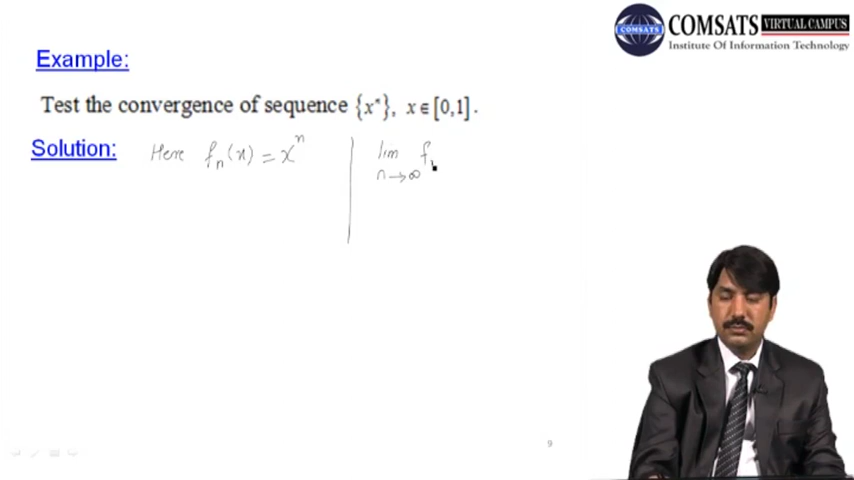 COMSATS VIRTUAL CAMPUS
COMSATS
Institute Of Information Technology
Example:
Test the convergence of sequence {xⁿ}, x∈[0,1].
Solution: Here fₙ(x) = xⁿ
lim f
n→∞
9